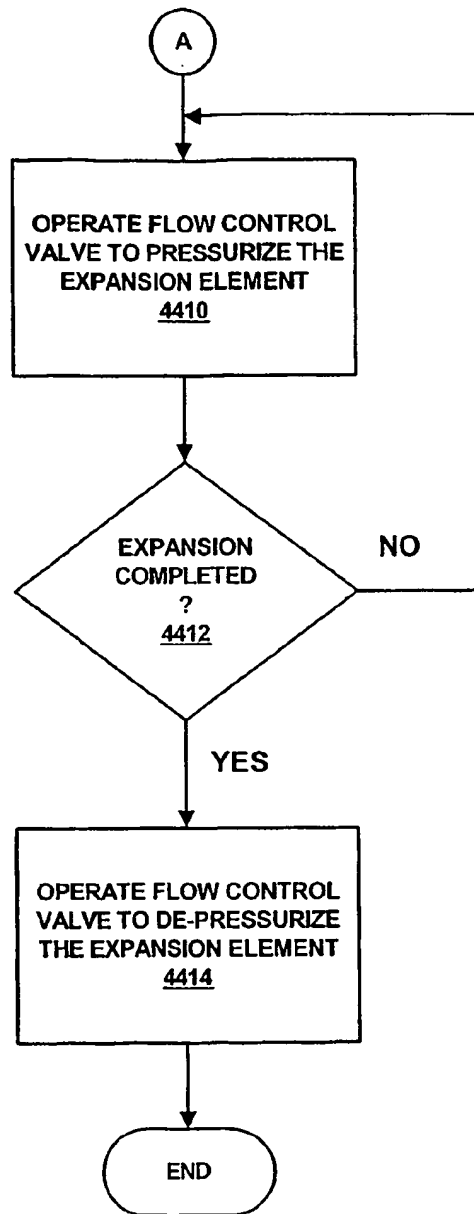 A
OPERATE FLOW CONTROL
VALVE TO PRESSURIZE THE
EXPANSION ELEMENT
4410
EXPANSION
COMPLETED
?
4412
NO
YES
OPERATE FLOW CONTROL
VALVE TO DE-PRESSURIZE
THE EXPANSION ELEMENT
4414
END